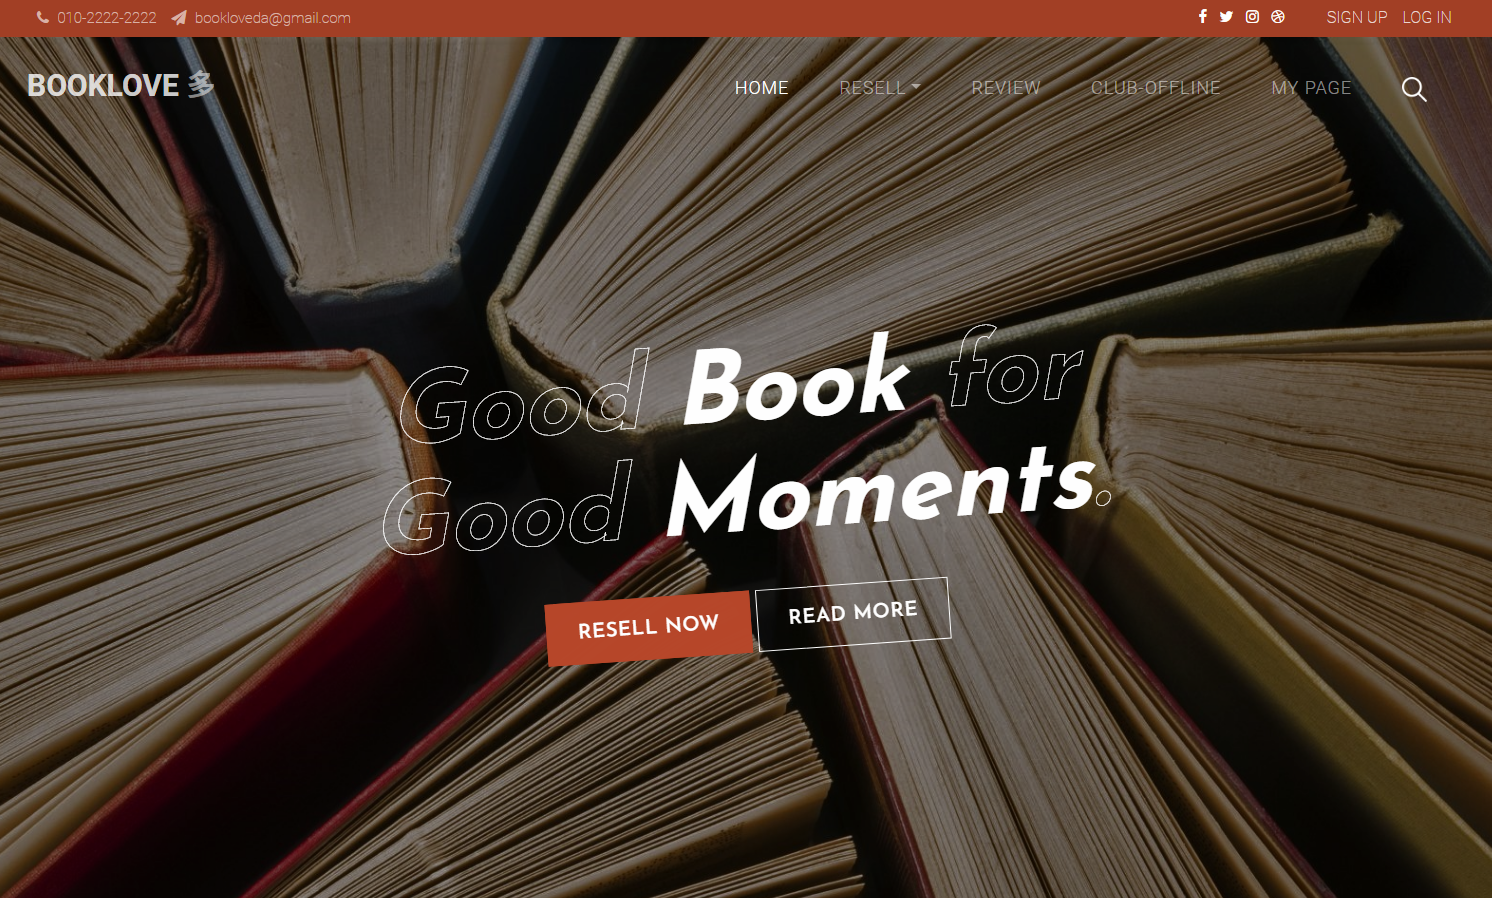 010-2222-2222 bookloveda@gmail.com SIGN UP LOG IN
BOOKLOVE 多 HOME RESELL REVIEW CLUB-OFFLINE MY PAGE
Good Book for
Good Moments.
RESELL NOW READ MORE